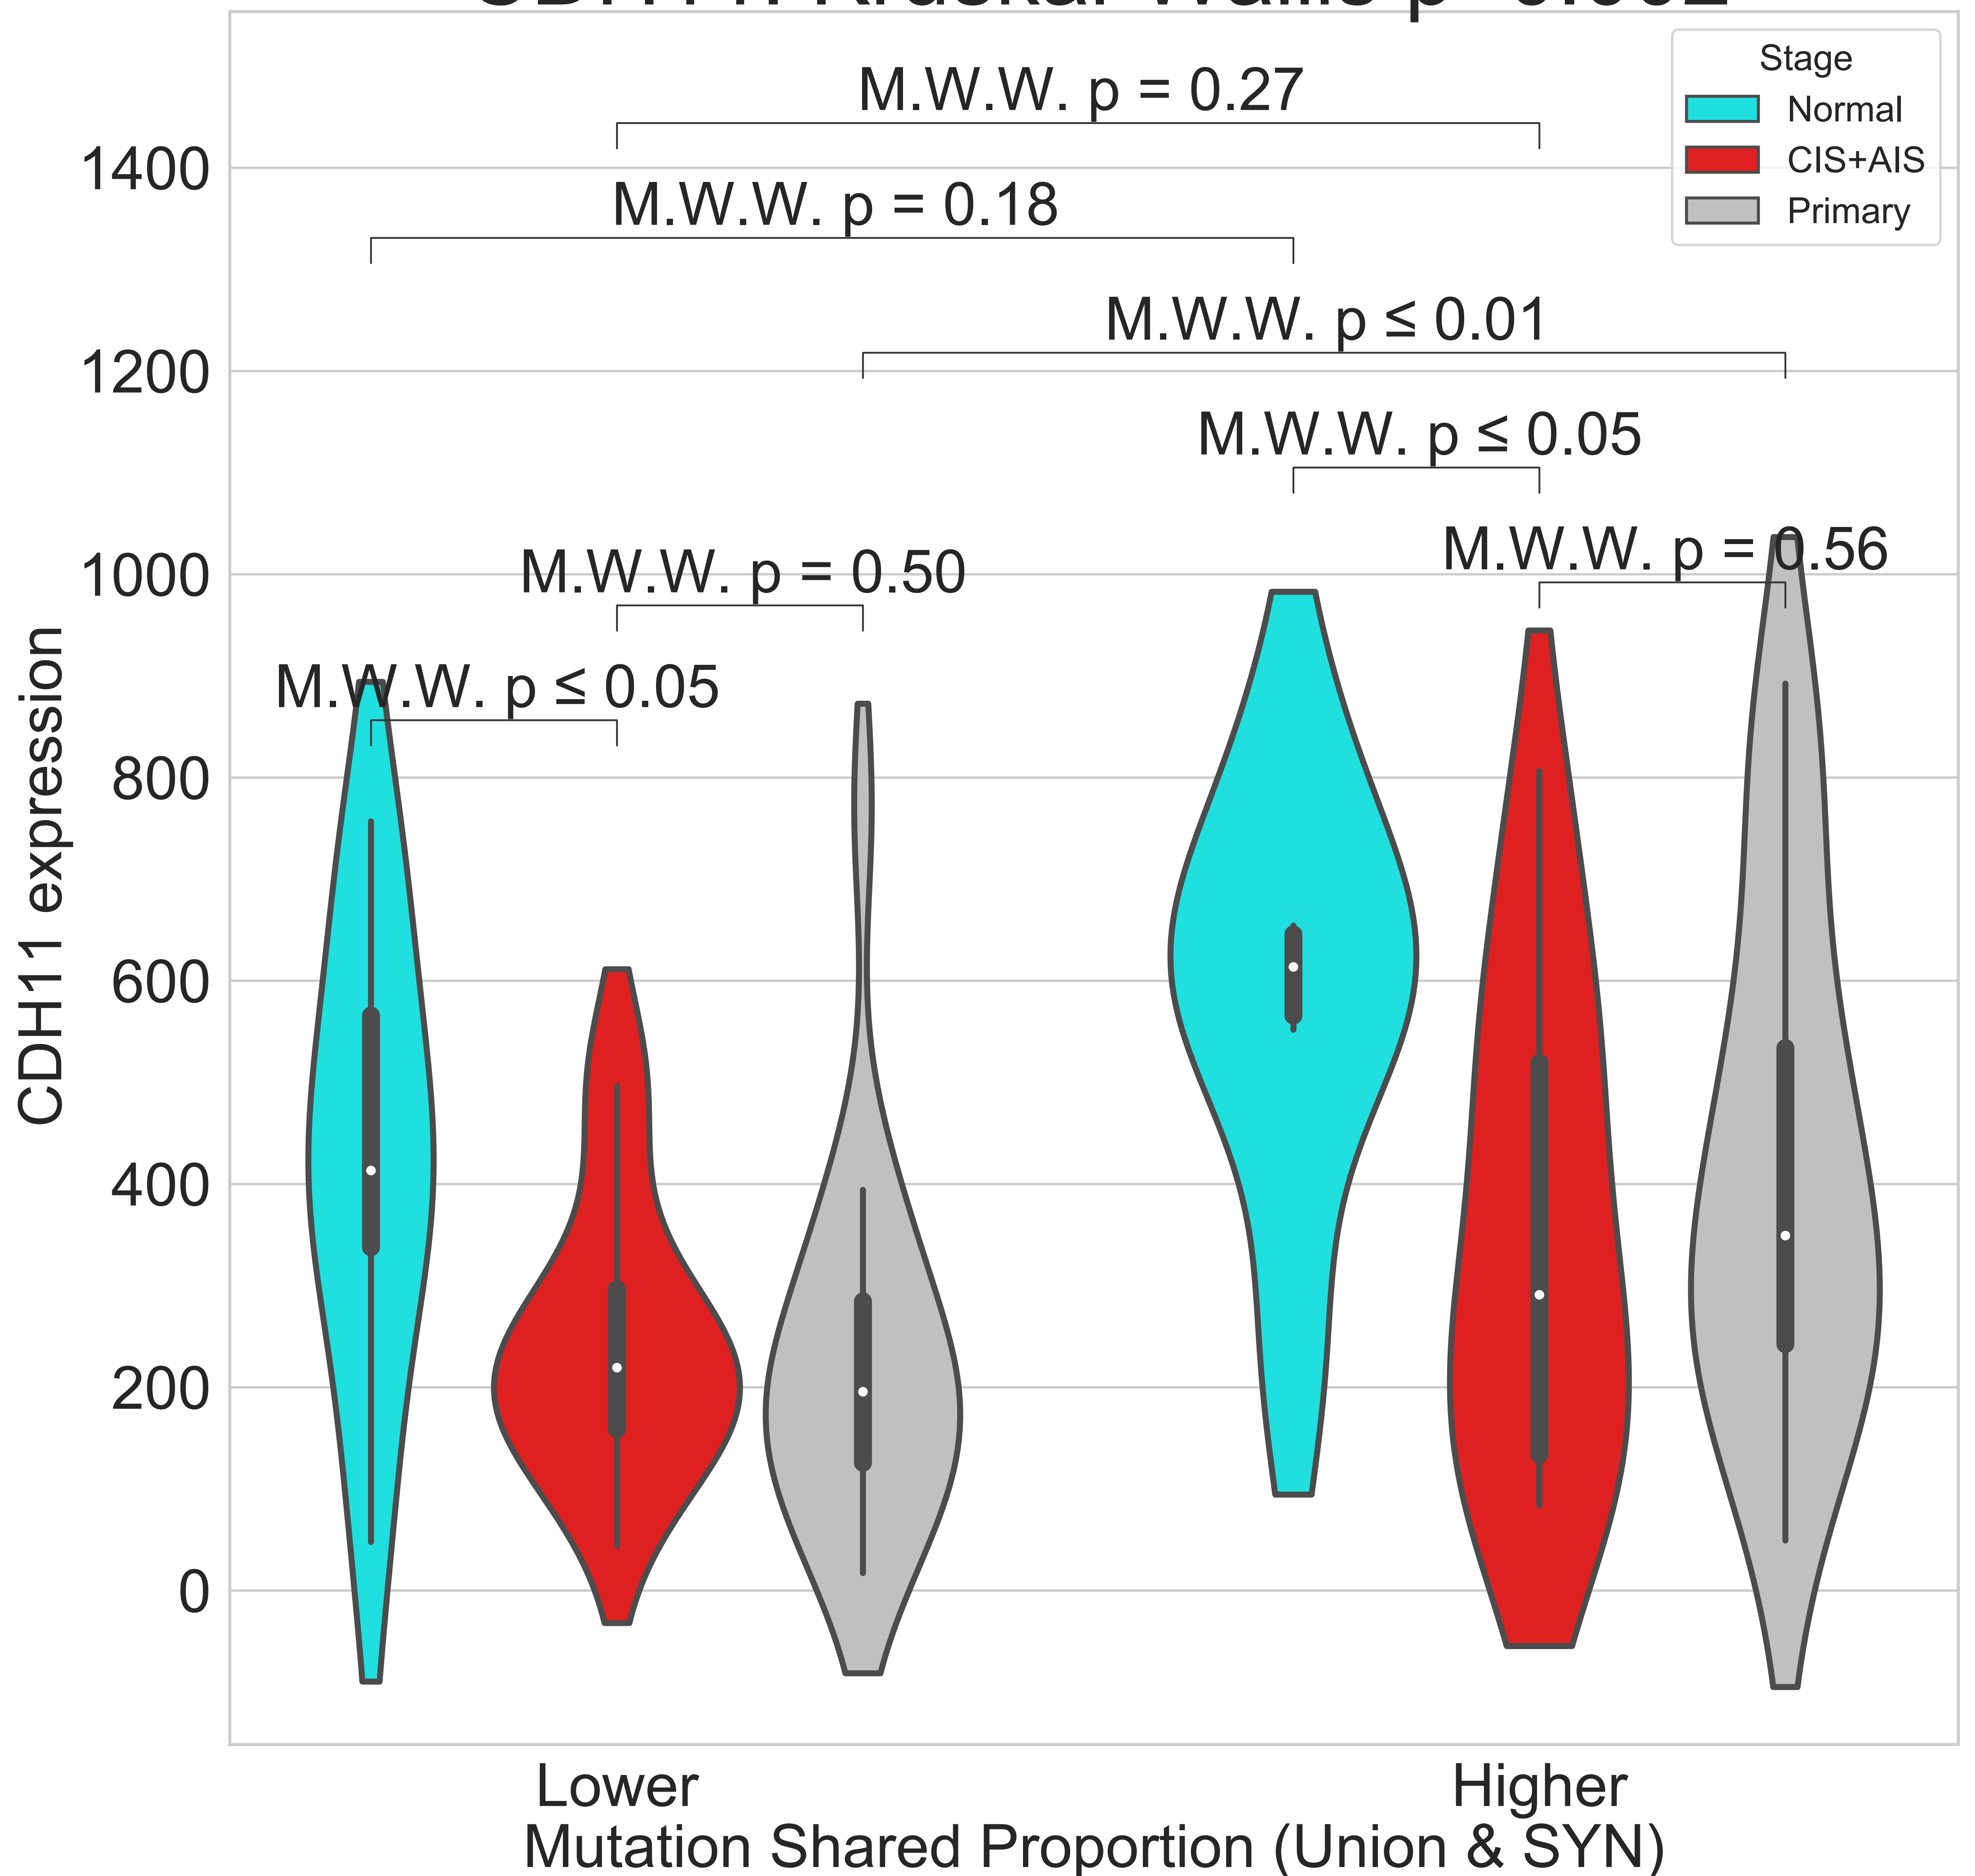 Stage
Normal
CIS+AIS
Primary
M.W.W. p = 0.27
M.W.W. p = 0.18
M.W.W. p ≤ 0.01
M.W.W. p ≤ 0.05
M.W.W. p = 0.56
M.W.W. p = 0.50
M.W.W. p ≤ 0.05
1400
1200
1000
800
600
400
200
0
CDH11 expression
Lower
Higher
Mutation Shared Proportion (Union & SYN)